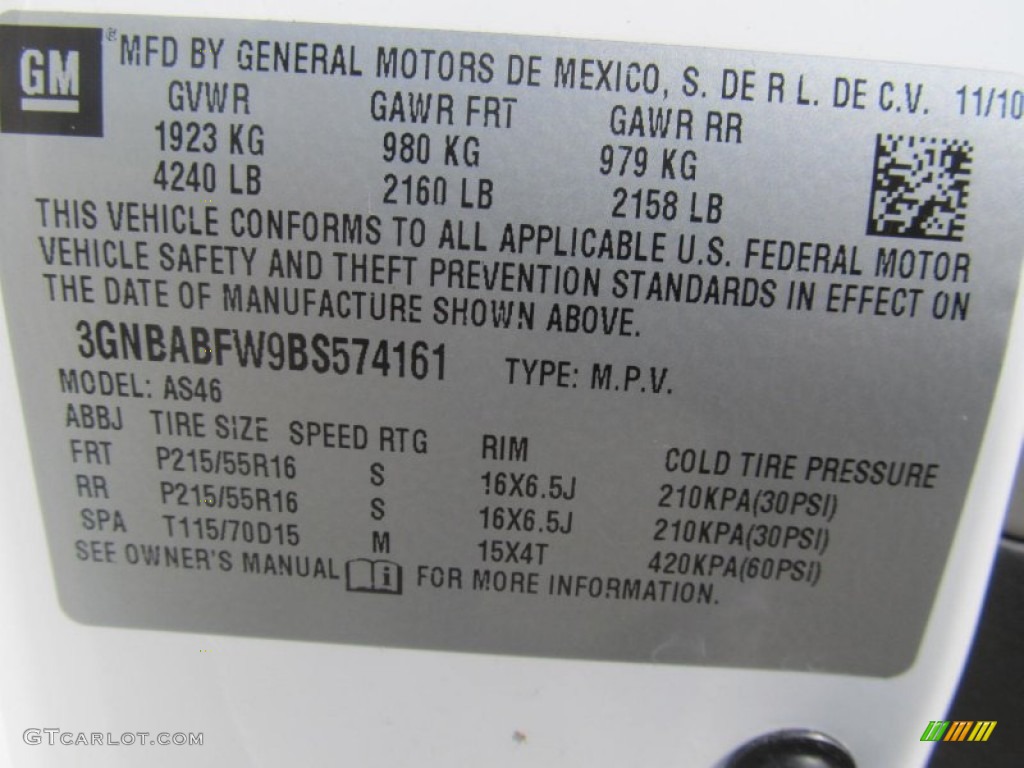 GM
® MFD BY GENERAL MOTORS DE MEXICO, S. DE R L. DE C.V. 11/10
GVWR GAWR FRT GAWR RR
1923 KG 980 KG 979 KG
4240 LB 2160 LB 2158 LB
THIS VEHICLE CONFORMS TO ALL APPLICABLE U.S. FEDERAL MOTOR
VEHICLE SAFETY AND THEFT PREVENTION STANDARDS IN EFFECT ON
THE DATE OF MANUFACTURE SHOWN ABOVE.
3GNBABFW9BS574161 TYPE: M.P.V.
MODEL: AS46
ABBJ TIRE SIZE SPEED RTG RIM COLD TIRE PRESSURE
FRT P215/55R16 S 16X6.5J 210KPA(30PSI)
RR P215/55R16 S 16X6.5J 210KPA(30PSI)
SPA T115/70D15 M 15X4T 420KPA(60PSI)
SEE OWNER'S MANUAL i FOR MORE INFORMATION.
GTCARLOT.COM